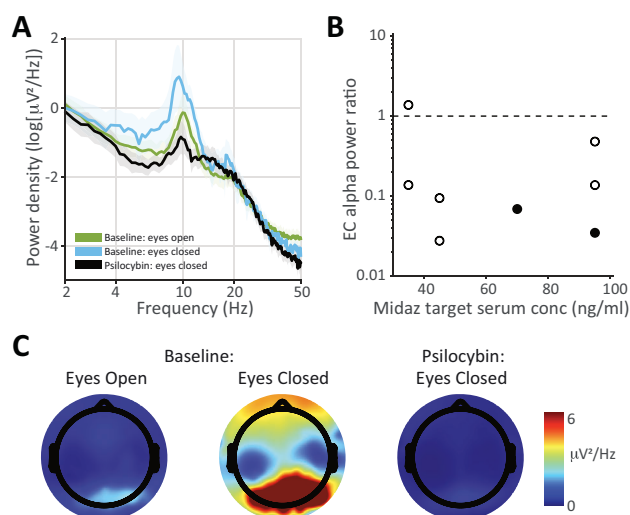 A
Power density (log[µV²/Hz])
2
0
-2
-4
Baseline: eyes open
Baseline: eyes closed
Psilocybin: eyes closed
2 4 10 20 50
Frequency (Hz)
B
EC alpha power ratio
10
1
0.1
0.01
40 60 80 100
Midaz target serum conc (ng/ml)
C
Baseline: Psilocybin:
Eyes Open Eyes Closed Eyes Closed
6
µV²/Hz
0